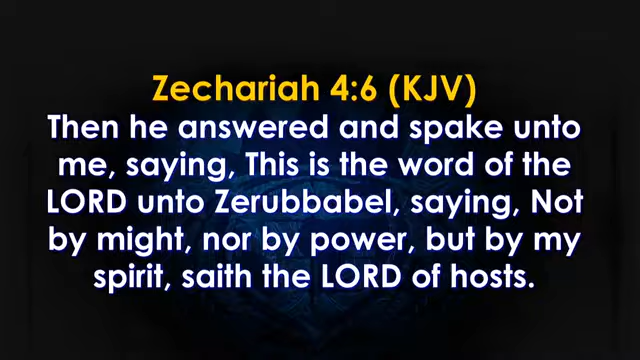 Zechariah 4:6 (KJV)
Then he answered and spake unto
me, saying, This is the word of the
LORD unto Zerubbabel, saying, Not
by might, nor by power, but by my
spirit, saith the LORD of hosts.